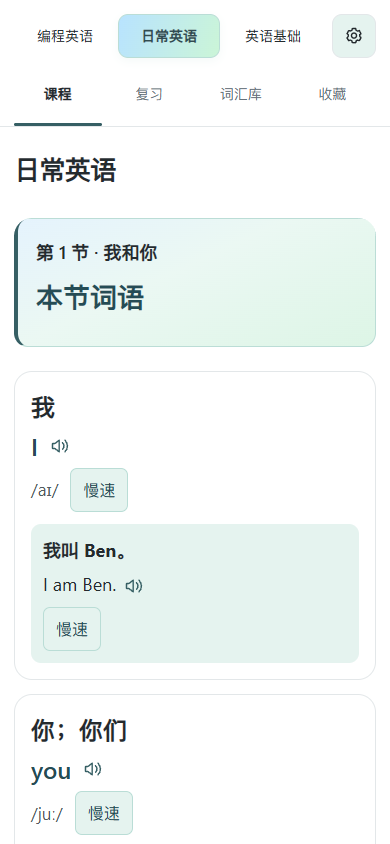 编程英语 日常英语 英语基础
课程 复习 词汇库 收藏
日常英语
第 1 节 · 我和你
本节词语
我
I
/aɪ/ 慢速
我叫 Ben。
I am Ben.
慢速
你；你们
you
/juː/ 慢速